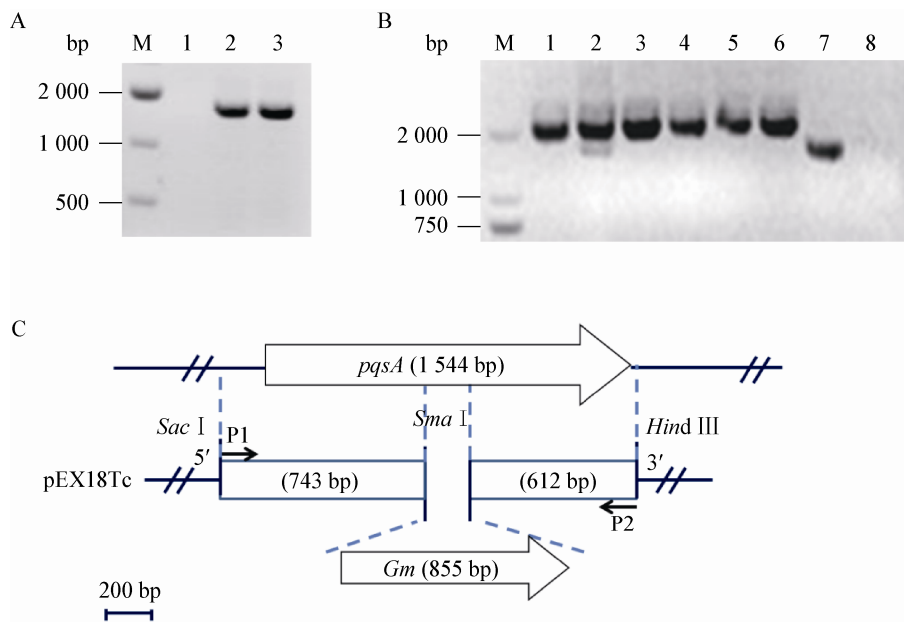 A
bp M 1 2 3
2 000
1 000
500
B
bp M 1 2 3 4 5 6 7 8
2 000
1 000
750
C
pqsA (1 544 bp)
Sac Ⅰ
Sma Ⅰ
Hind Ⅲ
5′ P1
3′
pEX18Tc
(743 bp)
(612 bp)
P2
Gm (855 bp)
200 bp